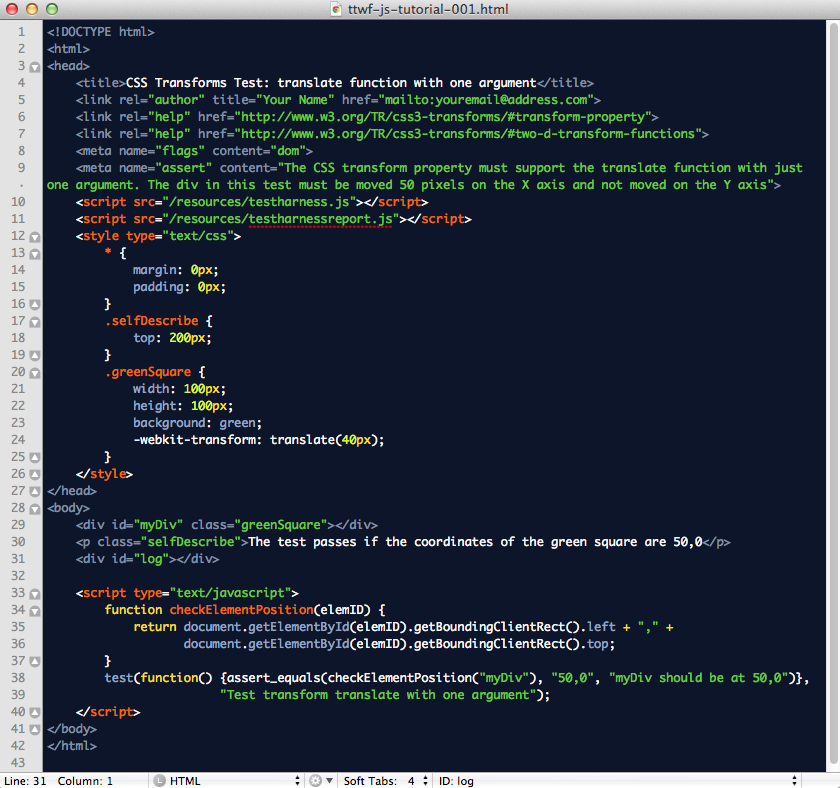 ttwf-js-tutorial-001.html
1 <!DOCTYPE html>
2 <html>
3 <head>
4     <title>CSS Transforms Test: translate function with one argument</title>
5     <link rel="author" title="Your Name" href="mailto:youremail@address.com">
6     <link rel="help" href="http://www.w3.org/TR/css3-transforms/#transform-property">
7     <link rel="help" href="http://www.w3.org/TR/css3-transforms/#two-d-transform-functions">
8     <meta name="flags" content="dom">
9     <meta name="assert" content="The CSS transform property must support the translate function with just
· one argument. The div in this test must be moved 50 pixels on the X axis and not moved on the Y axis">
10     <script src="/resources/testharness.js"></script>
11     <script src="/resources/testharnessreport.js"></script>
12     <style type="text/css">
13         * {
14             margin: 0px;
15             padding: 0px;
16         }
17         .selfDescribe {
18             top: 200px;
19         }
20         .greenSquare {
21             width: 100px;
22             height: 100px;
23             background: green;
24             -webkit-transform: translate(40px);
25         }
26     </style>
27 </head>
28 <body>
29     <div id="myDiv" class="greenSquare"></div>
30     <p class="selfDescribe">The test passes if the coordinates of the green square are 50,0</p>
31     <div id="log"></div>
32
33     <script type="text/javascript">
34         function checkElementPosition(elemID) {
35             return document.getElementById(elemID).getBoundingClientRect().left + "," +
36                    document.getElementById(elemID).getBoundingClientRect().top;
37         }
38         test(function() {assert_equals(checkElementPosition("myDiv"), "50,0", "myDiv should be at 50,0")},
39                         "Test transform translate with one argument");
40     </script>
41 </body>
42 </html>
43
Line: 31 Column: 1 L HTML Soft Tabs: 4 ID: log